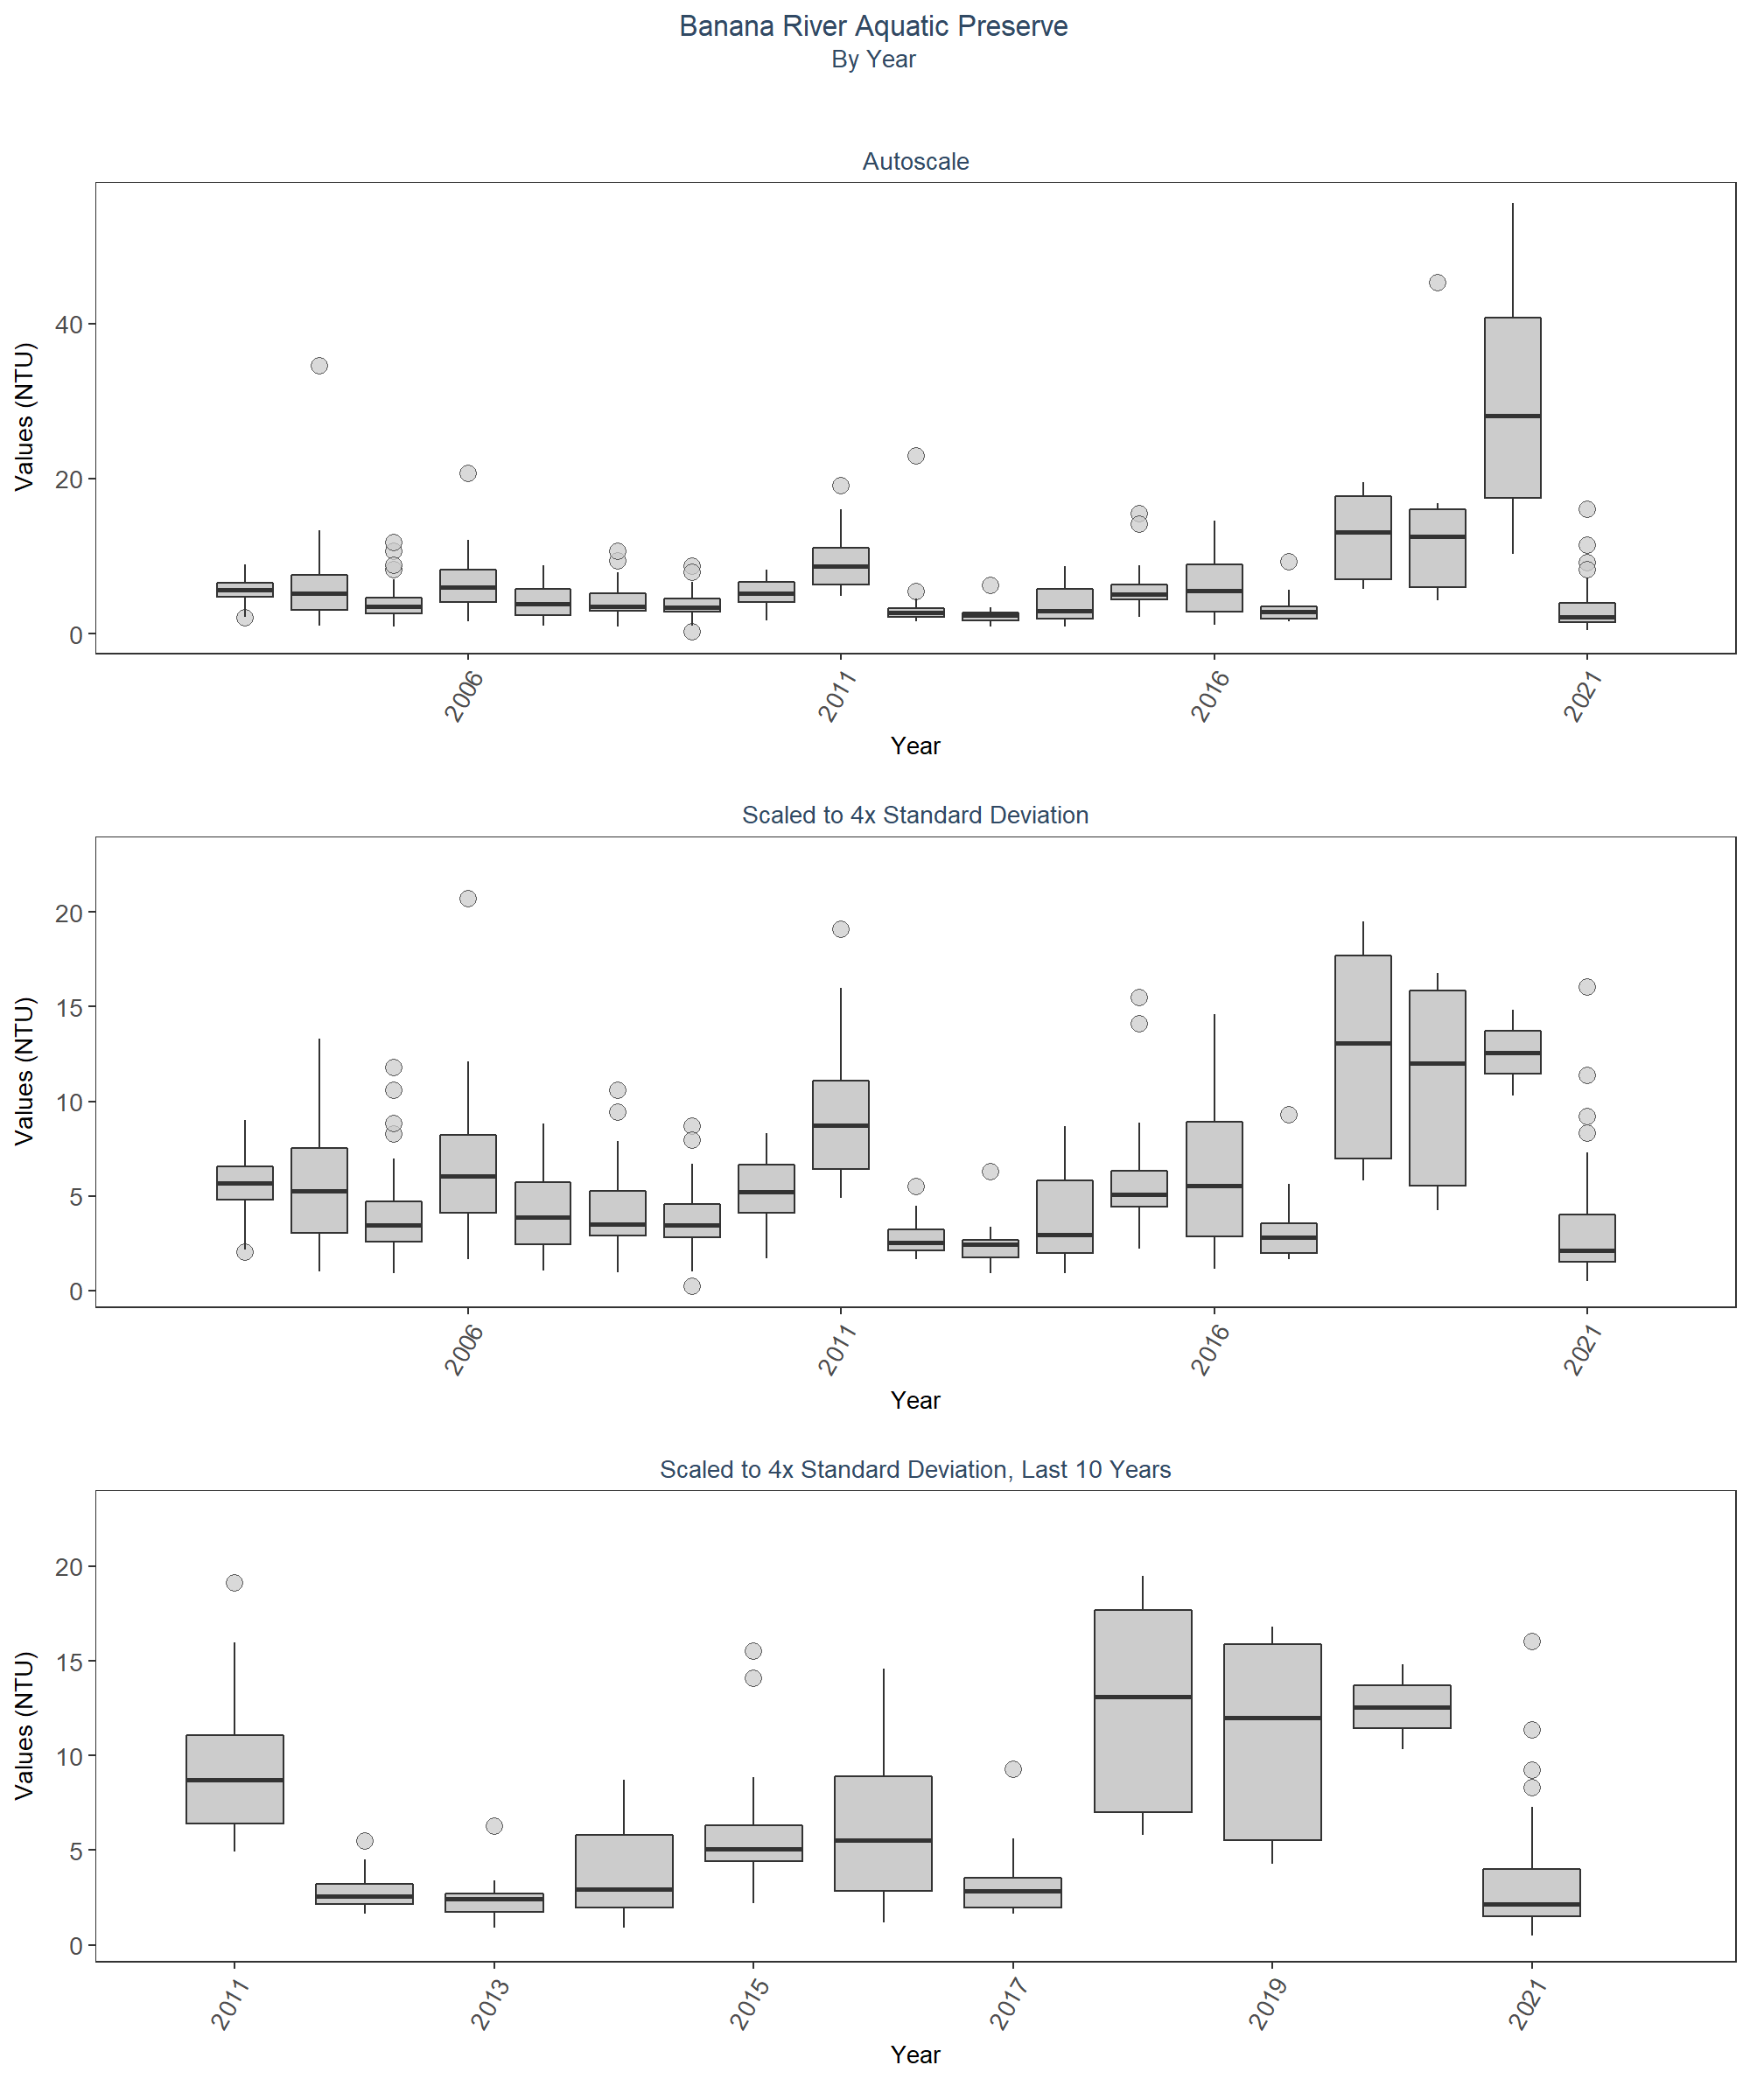 Banana River Aquatic Preserve
By Year
Autoscale
Values (NTU)
40
20
0
2006
2011
2016
2021
Year
Scaled to 4x Standard Deviation
Values (NTU)
20
15
10
5
0
2006
2011
2016
2021
Year
Scaled to 4x Standard Deviation, Last 10 Years
Values (NTU)
20
15
10
5
0
2011
2013
2015
2017
2019
2021
Year